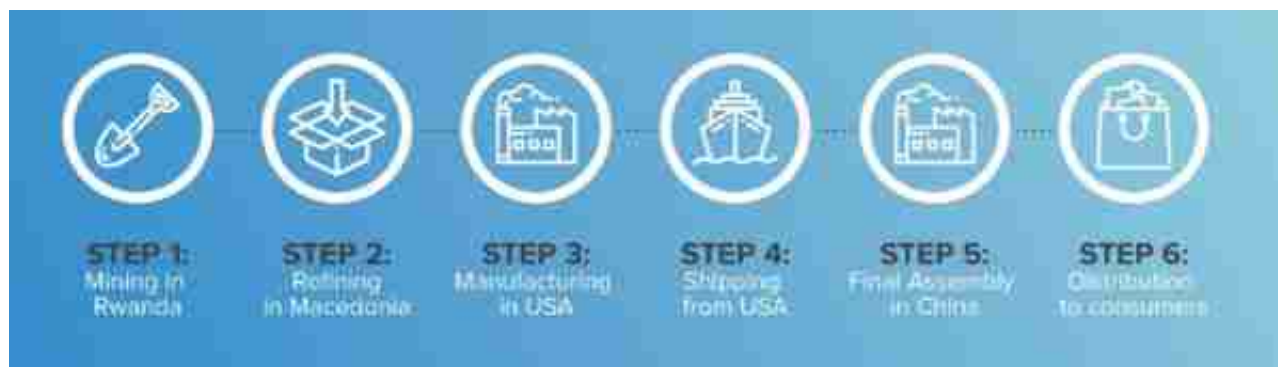 STEP 1:
Mining in
Rwanda
STEP 2:
Refining
in Macedonia
STEP 3:
Manufacturing
in USA
STEP 4:
Shipping
from USA
STEP 5:
Final Assembly
in China
STEP 6:
Distribution
to consumers